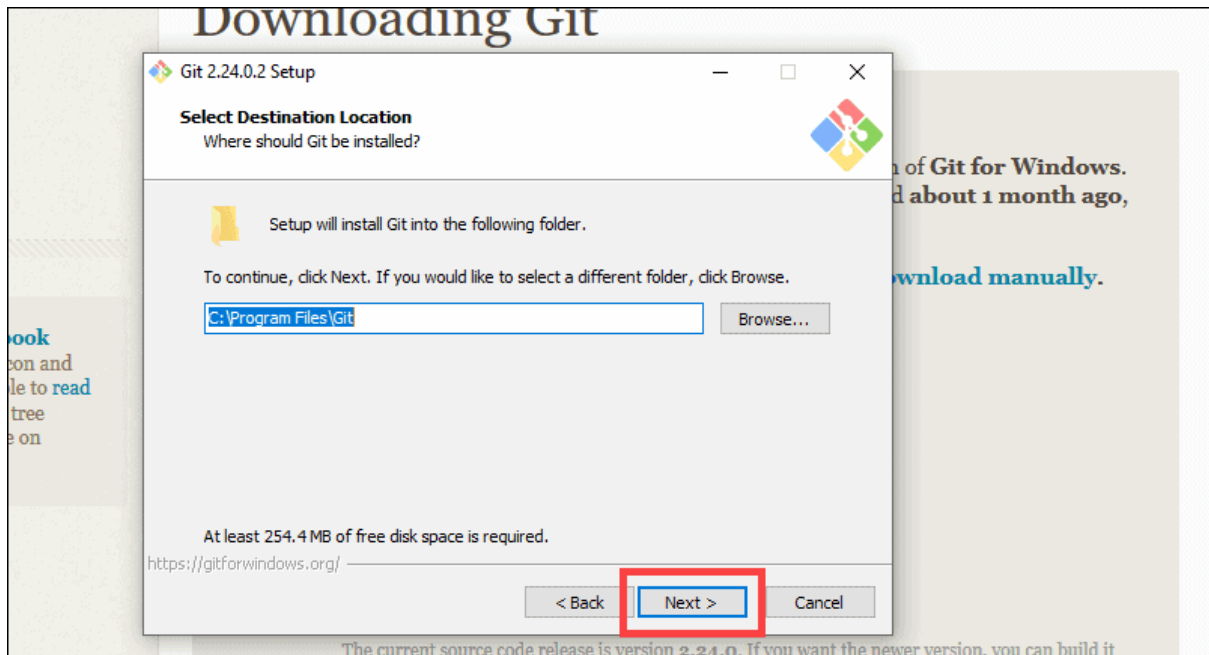 Downloading Git
Git 2.24.0.2 Setup
Select Destination Location
Where should Git be installed?
Setup will install Git into the following folder.
To continue, click Next. If you would like to select a different folder, click Browse.
C:\Program Files\Git
Browse...
At least 254.4 MB of free disk space is required.
https://gitforwindows.org/
< Back
Next >
Cancel
of Git for Windows.
about 1 month ago,
ownload manually.
ook
con and
le to read
tree
e on
The current source code release is version 2.24.0. If you want the newer version, you can build it